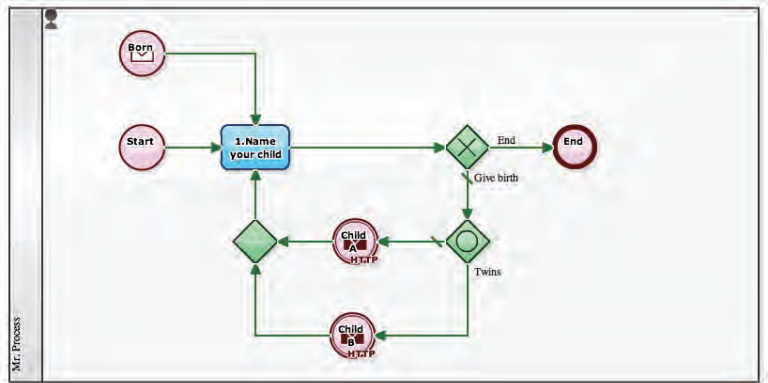 Born
Start
1.Name
your child
End
End
Give birth
Child
A
HTTP
Twins
Child
B
HTTP
Mr. Process